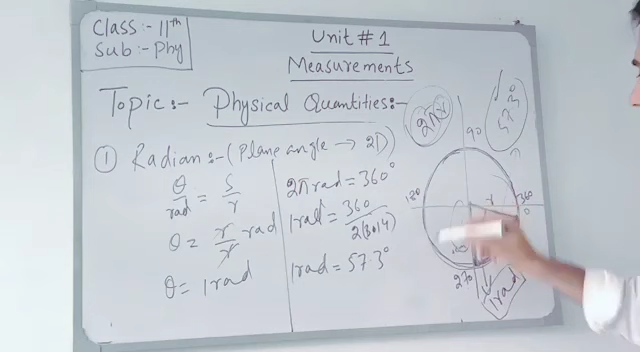 Class:- 11th
Sub:- Phy
Unit # 1
Measurements
Topic:- Physical Quantities:-
① Radian:- (Plane angle → 2D)
θ/rad = S/r
θ = r/r rad
θ = 1 rad
2π rad = 360°
1 rad = 360/2(3.14)
1 rad = 57.3°
2πr
57.3°
90
180
r
360
0
270
1 rad